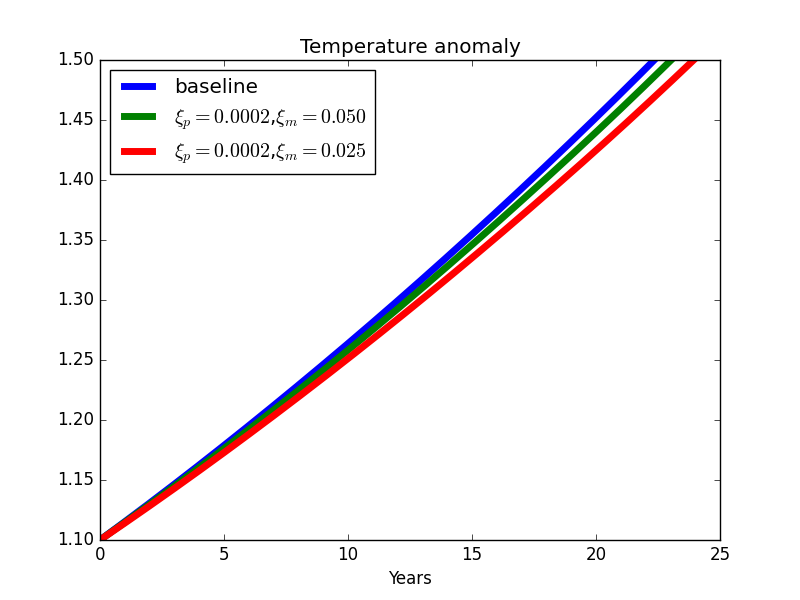 Temperature anomaly
1.50
1.45
1.40
1.35
1.30
1.25
1.20
1.15
1.10
baseline
ξₚ = 0.0002,ξₘ = 0.050
ξₚ = 0.0002,ξₘ = 0.025
0 5 10 15 20 25
Years